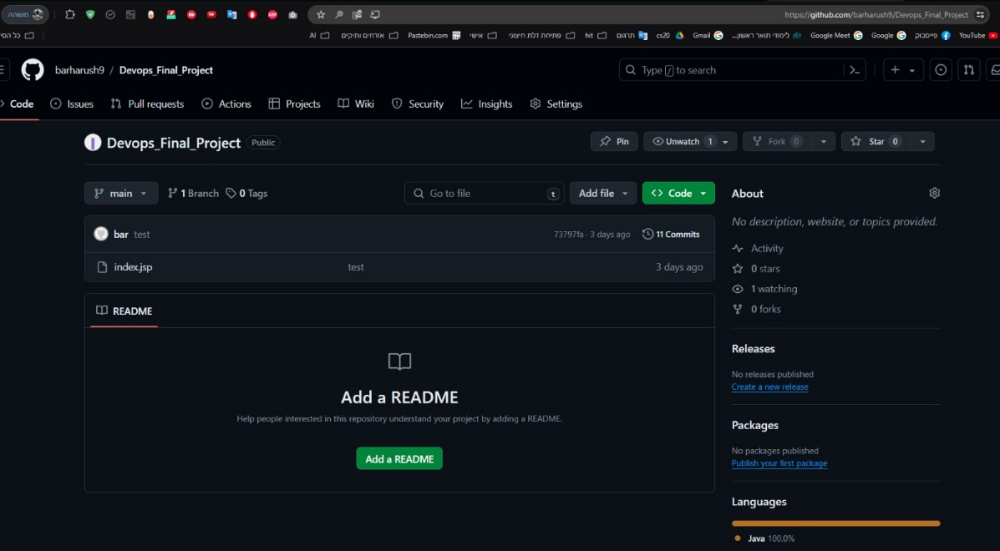 מושהה
https://github.com/barharush9/Devops_Final_Project
כל הסי
AI
אזרחים ותיקים
Pastebin.com
אישי
פתיחת דלת חיצוני
hit
תרגום
cs20
Gmail
לימודי תואר ראשון...
Google Meet
Google
פייסבוק
YouTube
barharush9 / Devops_Final_Project
Type / to search
Code
Issues
Pull requests
Actions
Projects
Wiki
Security
Insights
Settings
Devops_Final_Project Public
Pin
Unwatch 1
Fork 0
Star 0
main
1 Branch
0 Tags
Go to file t
Add file
Code
bar test
73797fa · 3 days ago
11 Commits
index.jsp
test
3 days ago
README
Add a README
Help people interested in this repository understand your project by adding a README.
Add a README
About
No description, website, or topics provided.
Activity
0 stars
1 watching
0 forks
Releases
No releases published
Create a new release
Packages
No packages published
Publish your first package
Languages
Java 100.0%